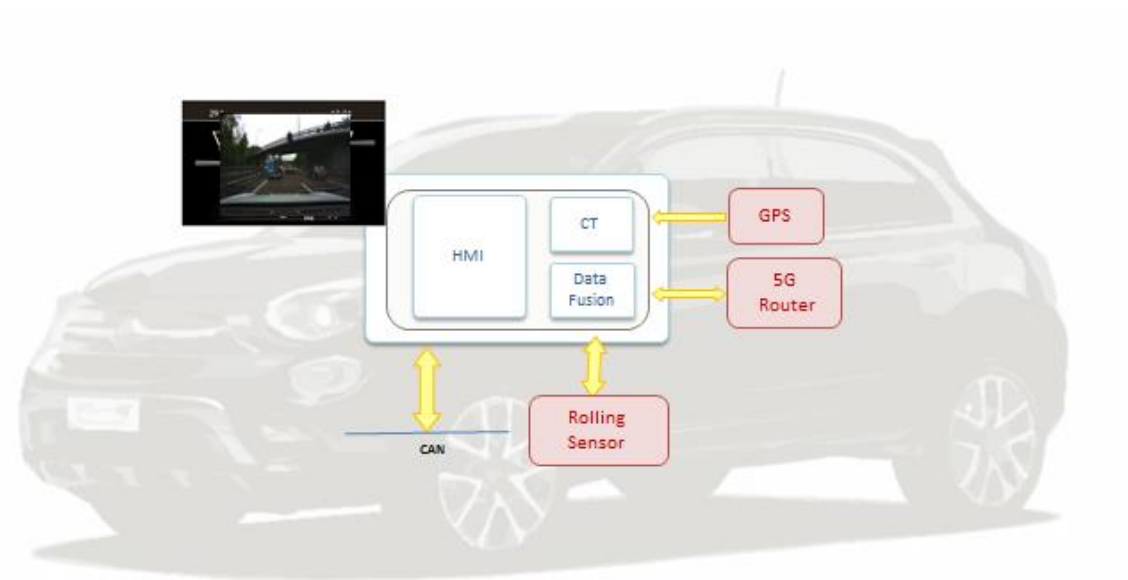 HMI
CT
Data
Fusion
GPS
5G
Router
Rolling
Sensor
CAN